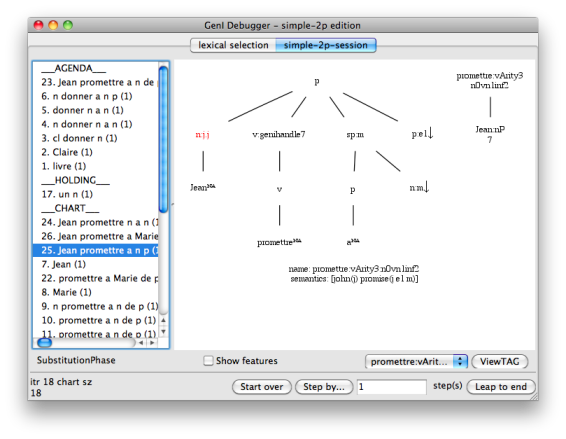 GenI Debugger – simple-2p edition
lexical selection simple-2p-session
___AGENDA___
23. Jean promettre a n de
6. n donner a n p (1)
5. donner n a n (1)
4. n donner n a n (1)
3. cl donner n (1)
2. Claire (1)
1. livre (1)
___HOLDING___
17. un n (1)
___CHART___
24. Jean promettre n a n (1
26. Jean promettre a Marie
25. Jean promettre a n p (1
7. Jean (1)
22. promettre a Marie de p
8. Marie (1)
9. n promettre a n de p (1)
10. promettre a n de p (1)
11. promettre a n de p (1)
p
n:j j
v:genihandle7
sp:m
p:e1↓
Jeanᴺᴬ
v
p
n:m↓
promettreᴺᴬ
aᴺᴬ
promettre:vArity3
n0vn1inf2
Jean:nP
7
name: promettre:vArity3:n0vn1inf2
semantics: [john(j) promise(j e1 m)]
SubstitutionPhase
Show features
promettre:vArit...
ViewTAG
itr 18 chart sz
18
Start over
Step by...
1
step(s)
Leap to end